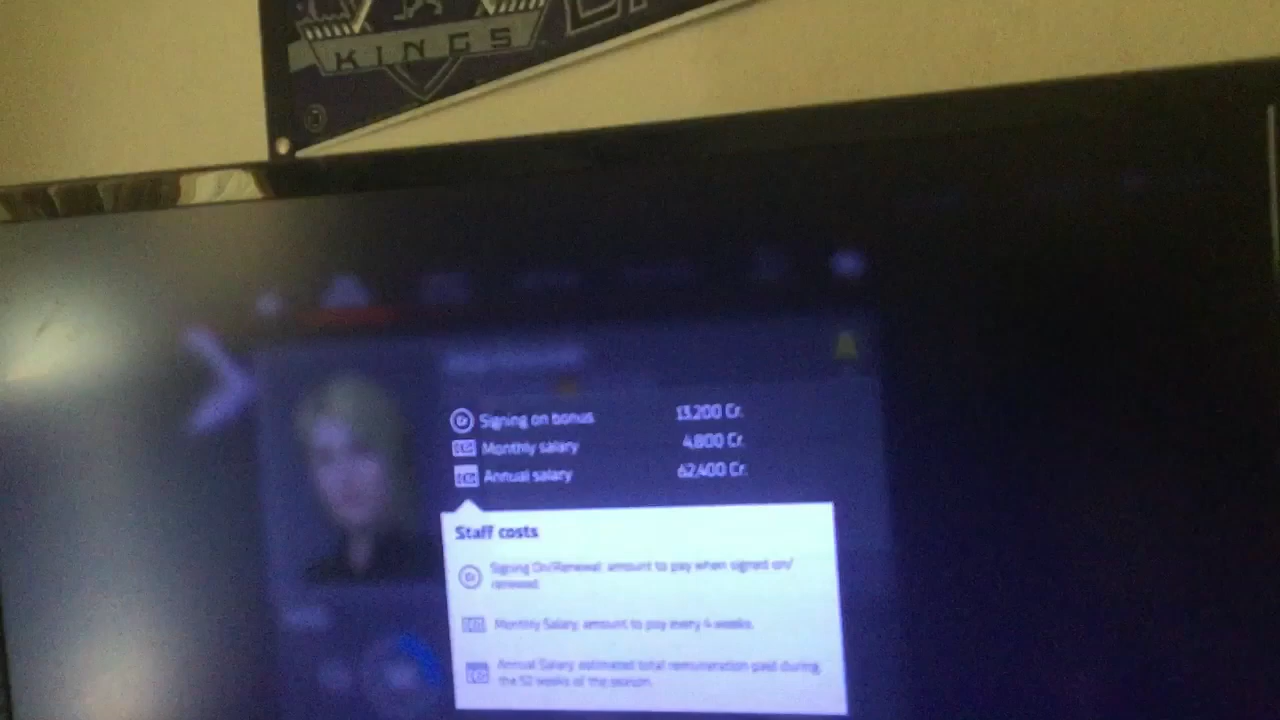 KINGS
Signing on bonus 13,200 Cr.
Monthly salary 4,800 Cr.
Annual salary 62,400 Cr.
Staff costs
Signing On/Renewal: amount to pay when signed on/
renewed.
Monthly Salary: amount to pay every 4 weeks.
Annual Salary: estimated total remuneration paid during
the 52 weeks of the season.